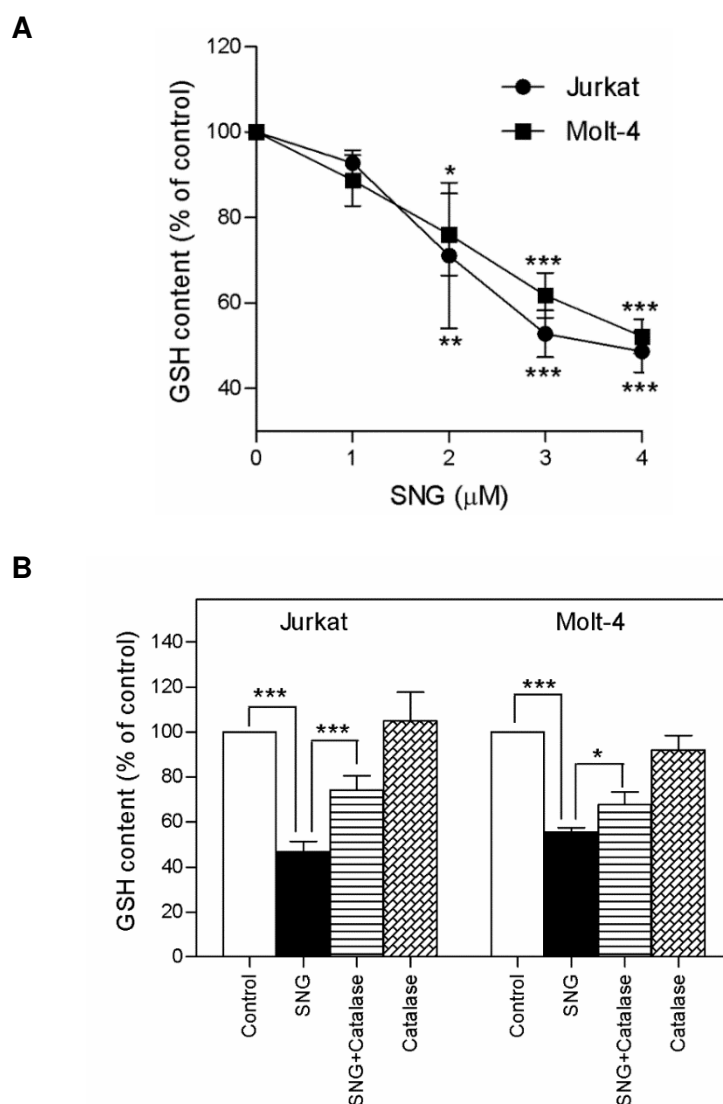 A
GSH content (% of control)
120
100
80
60
40
Jurkat
Molt-4
*
**
***
***
***
***
0 1 2 3 4
SNG (μM)
B
GSH content (% of control)
140
120
100
80
60
40
20
0
Jurkat Molt-4
*** *** *** *
Control SNG SNG+Catalase Catalase Control SNG SNG+Catalase Catalase